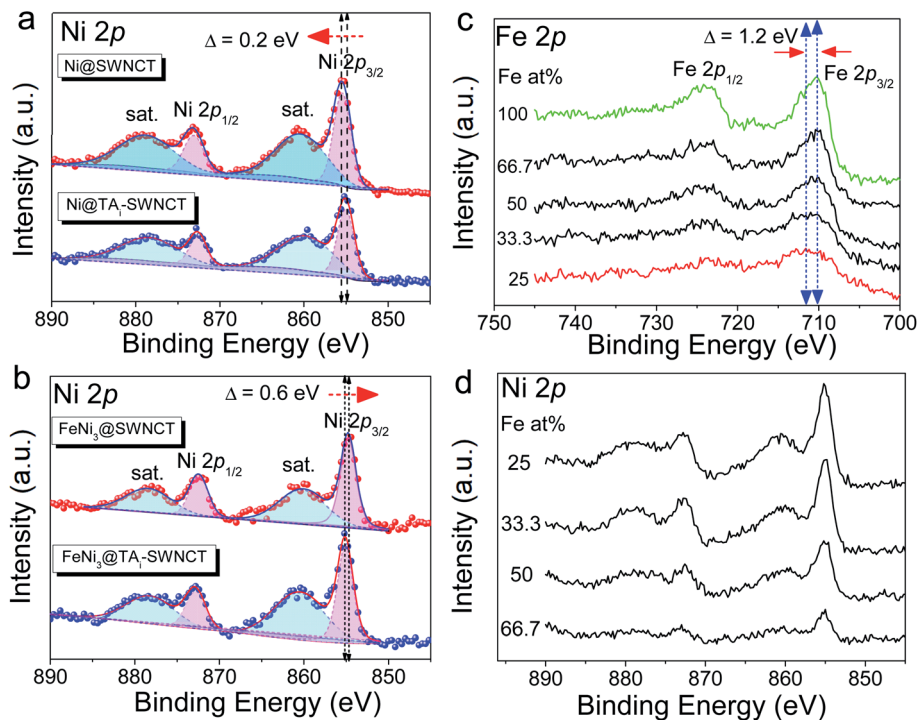 a
Ni 2p
Δ = 0.2 eV
Ni@SWNCT
Ni 2p3/2
sat.
Ni 2p1/2
sat.
Ni@TAi-SWNCT
Intensity (a.u.)
890 880 870 860 850
Binding Energy (eV)
b
Ni 2p
Δ = 0.6 eV
FeNi3@SWNCT
Ni 2p3/2
sat.
Ni 2p1/2
sat.
FeNi3@TAi-SWNCT
Intensity (a.u.)
890 880 870 860 850
Binding Energy (eV)
c
Fe 2p
Δ = 1.2 eV
Fe at%
Fe 2p1/2
Fe 2p3/2
100
66.7
50
33.3
25
Intensity (a.u.)
750 740 730 720 710 700
Binding Energy (eV)
d
Ni 2p
Fe at%
25
33.3
50
66.7
Intensity (a.u.)
890 880 870 860 850
Binding Energy (eV)